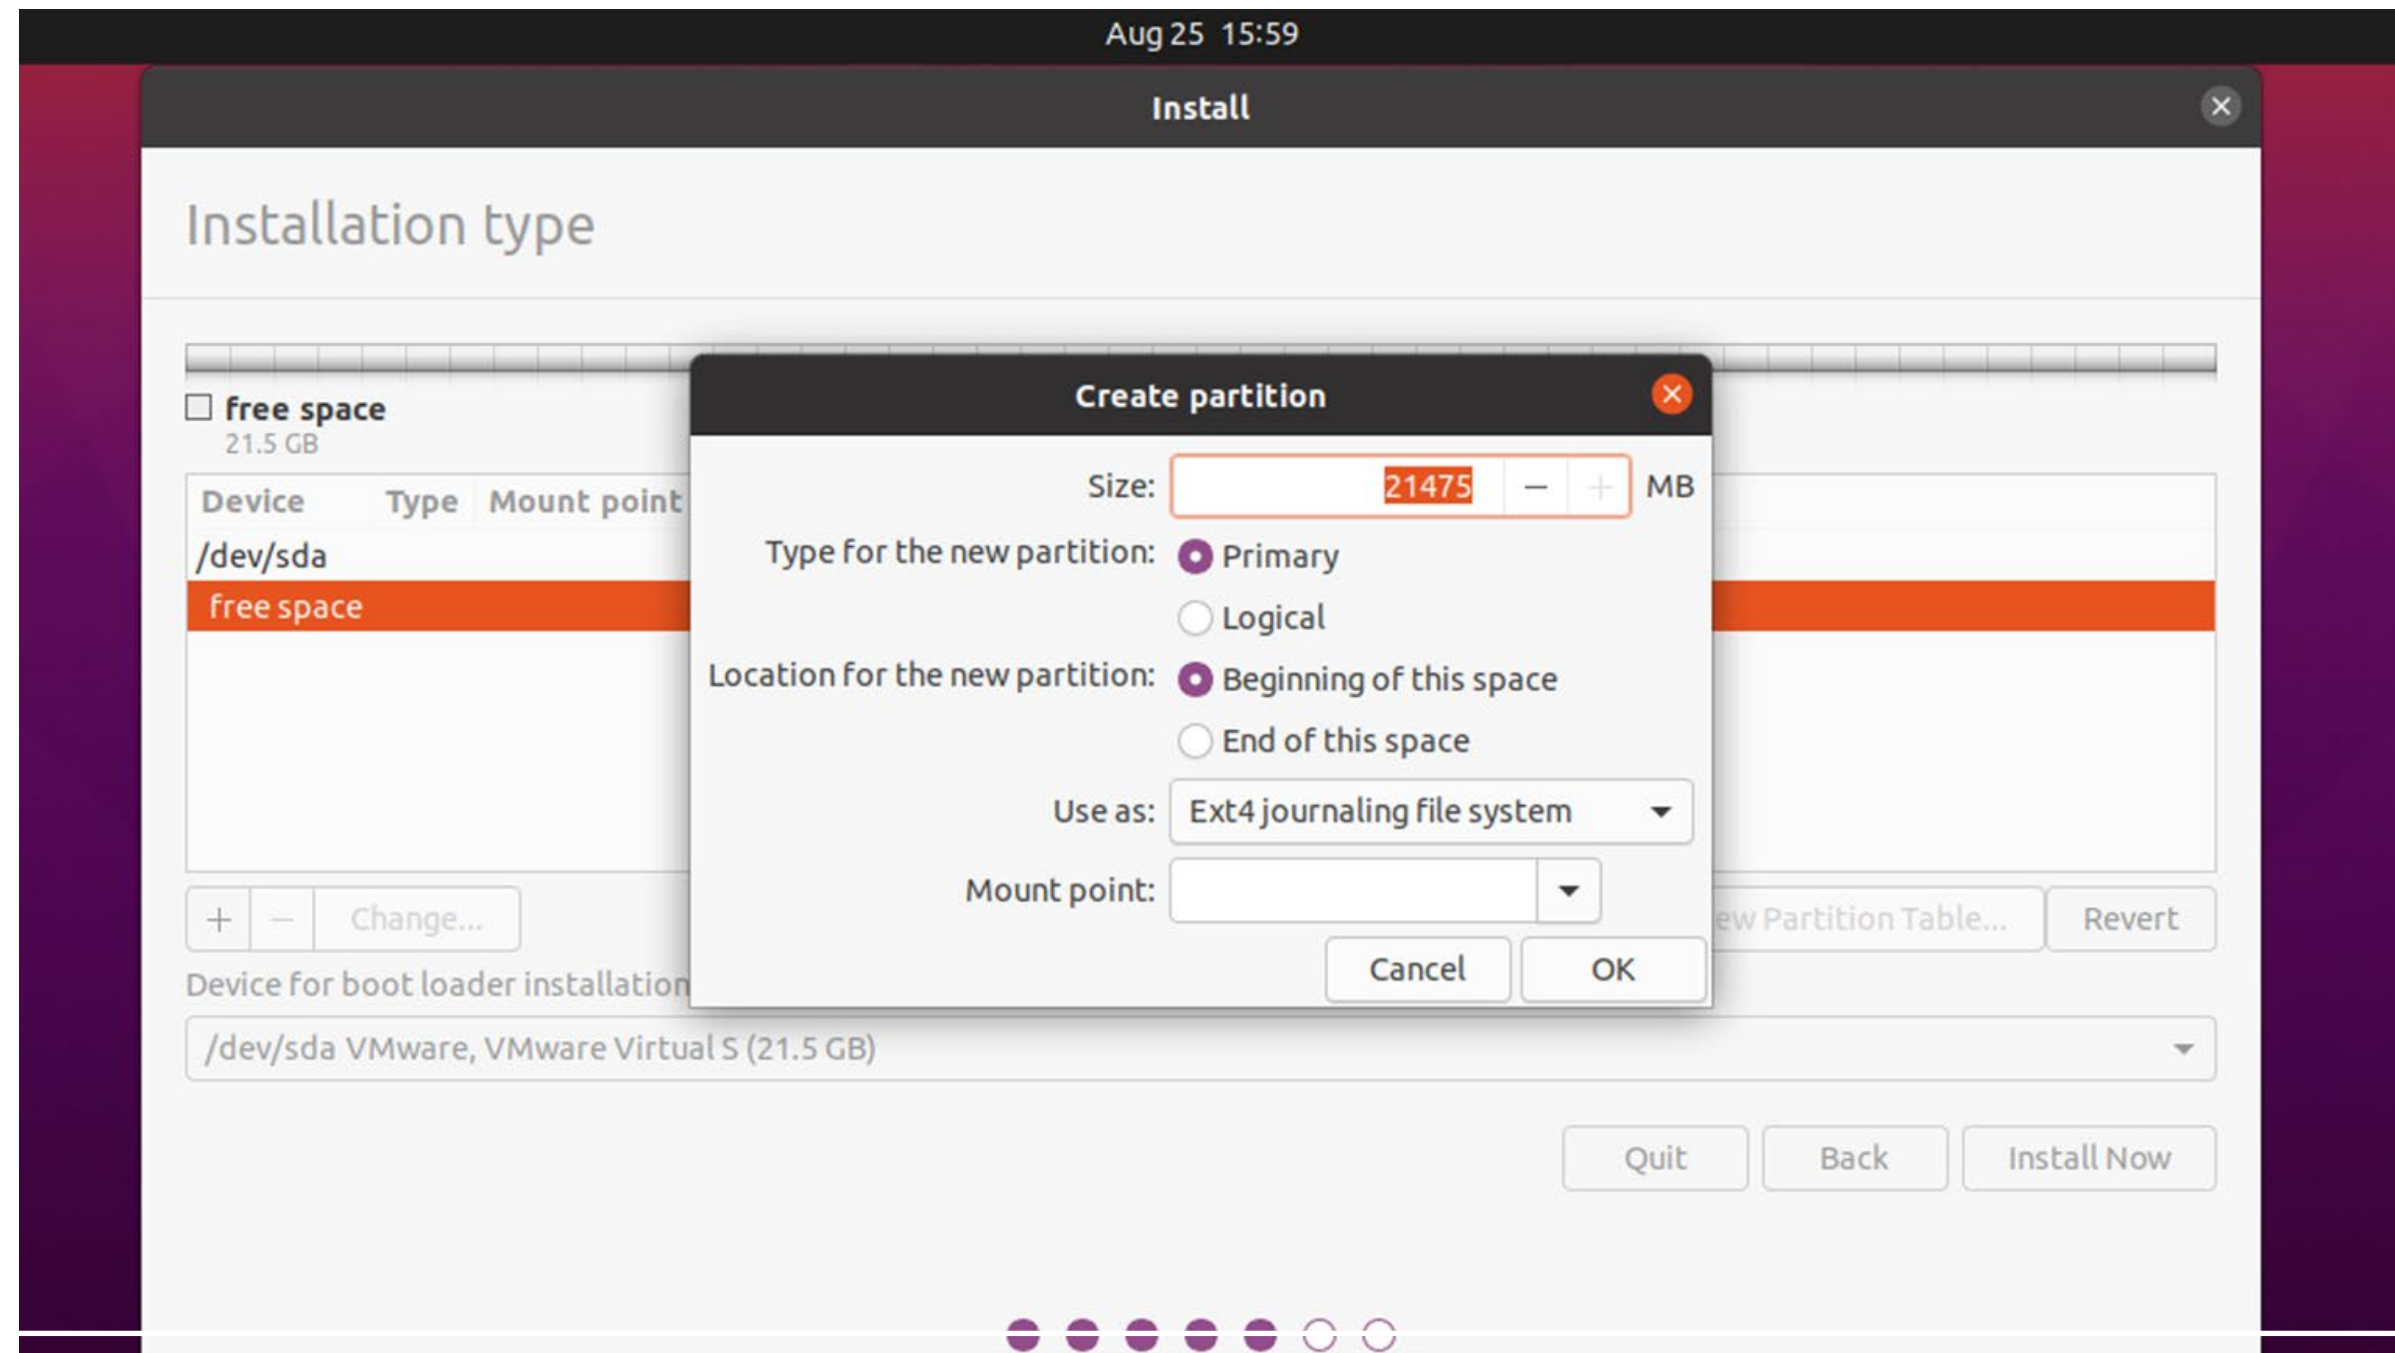 Aug 25 15:59
Install
Installation type
free space
21.5 GB
Create partition
Size: 21475 MB
Device Type Mount point
/dev/sda
Type for the new partition: Primary
free space
Logical
Location for the new partition: Beginning of this space
End of this space
Use as: Ext4 journaling file system
Mount point:
Change...
ew Partition Table...
Revert
Cancel OK
Device for boot loader installation
/dev/sda VMware, VMware Virtual S (21.5 GB)
Quit Back Install Now